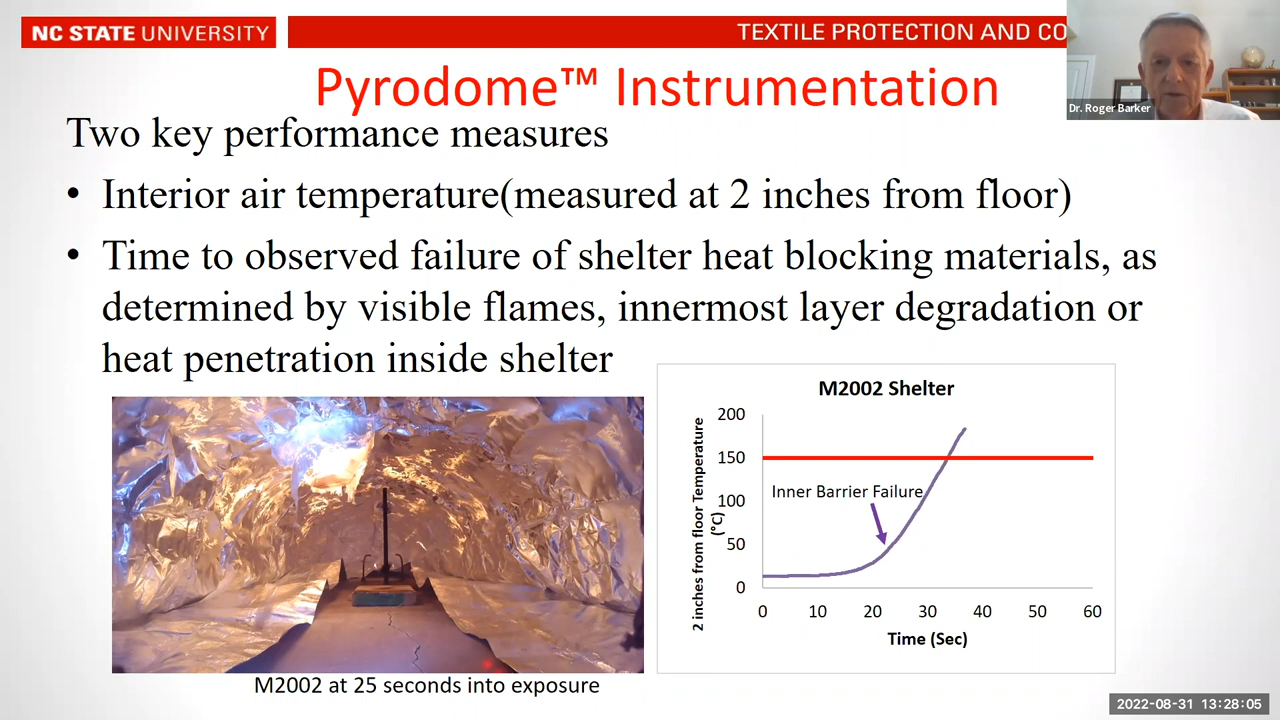 NC STATE UNIVERSITY
TEXTILE PROTECTION AND CO
Dr. Roger Barker
Pyrodome™ Instrumentation
Two key performance measures
• Interior air temperature(measured at 2 inches from floor)
• Time to observed failure of shelter heat blocking materials, as
determined by visible flames, innermost layer degradation or
heat penetration inside shelter
M2002 at 25 seconds into exposure
M2002 Shelter
2 inches from floor Temperature
(°C)
200
150
100
50
0
Inner Barrier Failure
0 10 20 30 40 50 60
Time (Sec)
2022-08-31 13:28:05